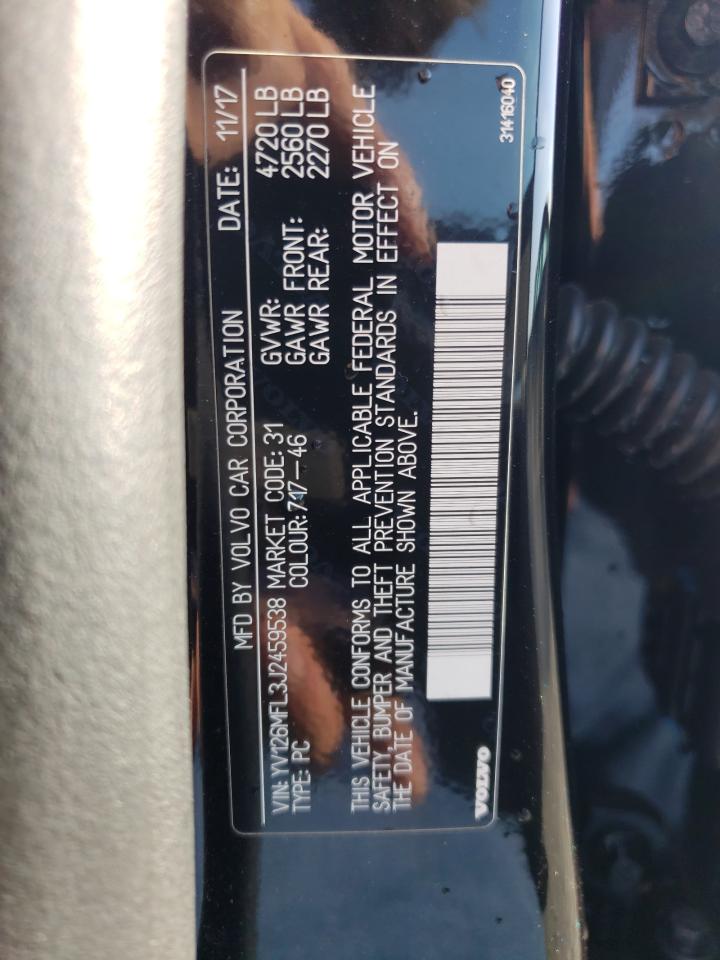 MFD BY VOLVO CAR CORPORATION DATE: 11/17
VIN: YV126MFL3J2459538 MARKET CODE: 31 GVWR: 4720 LB
TYPE: PC COLOUR: 717-46 GAWR FRONT: 2560 LB
GAWR REAR: 2270 LB
THIS VEHICLE CONFORMS TO ALL APPLICABLE FEDERAL MOTOR VEHICLE
SAFETY, BUMPER AND THEFT PREVENTION STANDARDS IN EFFECT ON
THE DATE OF MANUFACTURE SHOWN ABOVE.
VOLVO
31416040